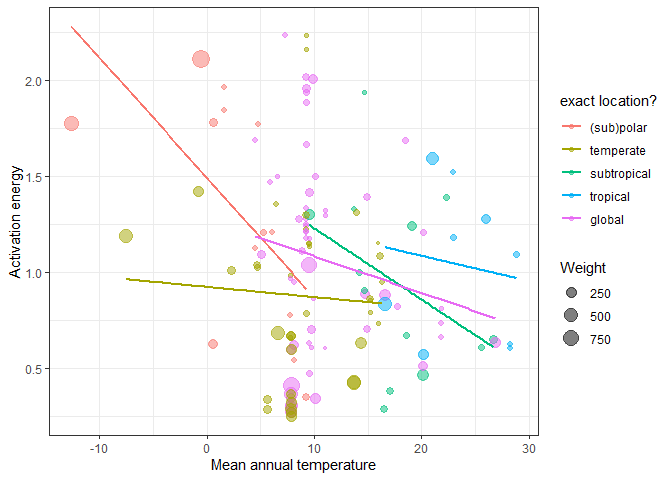 2.0
1.5
1.0
0.5
Activation energy
-10
0
10
20
30
Mean annual temperature
exact location?
(sub)polar
temperate
subtropical
tropical
global
Weight
250
500
750